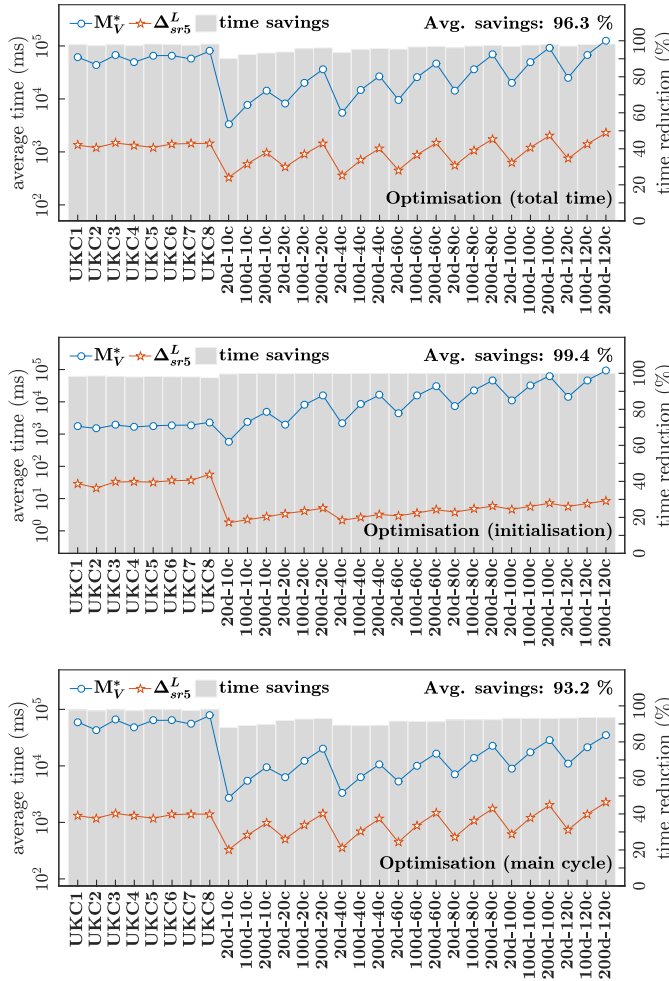 M*V Δ^L_sr5 time savings Avg. savings: 96.3 %
average time (ms)
10^5
10^4
10^3
10^2
time reduction (%)
100
80
60
40
20
0
Optimisation (total time)
UKC1
UKC2
UKC3
UKC4
UKC5
UKC6
UKC7
UKC8
20d-10c
100d-10c
200d-10c
20d-20c
100d-20c
200d-20c
20d-40c
100d-40c
200d-40c
20d-60c
100d-60c
200d-60c
20d-80c
100d-80c
200d-80c
20d-100c
100d-100c
200d-100c
20d-120c
100d-120c
200d-120c
M*V Δ^L_sr5 time savings Avg. savings: 99.4 %
average time (ms)
10^5
10^4
10^3
10^2
10^1
10^0
time reduction (%)
100
80
60
40
20
0
Optimisation (initialisation)
UKC1
UKC2
UKC3
UKC4
UKC5
UKC6
UKC7
UKC8
20d-10c
100d-10c
200d-10c
20d-20c
100d-20c
200d-20c
20d-40c
100d-40c
200d-40c
20d-60c
100d-60c
200d-60c
20d-80c
100d-80c
200d-80c
20d-100c
100d-100c
200d-100c
20d-120c
100d-120c
200d-120c
M*V Δ^L_sr5 time savings Avg. savings: 93.2 %
average time (ms)
10^5
10^4
10^3
10^2
time reduction (%)
100
80
60
40
20
0
Optimisation (main cycle)
UKC1
UKC2
UKC3
UKC4
UKC5
UKC6
UKC7
UKC8
20d-10c
100d-10c
200d-10c
20d-20c
100d-20c
200d-20c
20d-40c
100d-40c
200d-40c
20d-60c
100d-60c
200d-60c
20d-80c
100d-80c
200d-80c
20d-100c
100d-100c
200d-100c
20d-120c
100d-120c
200d-120c